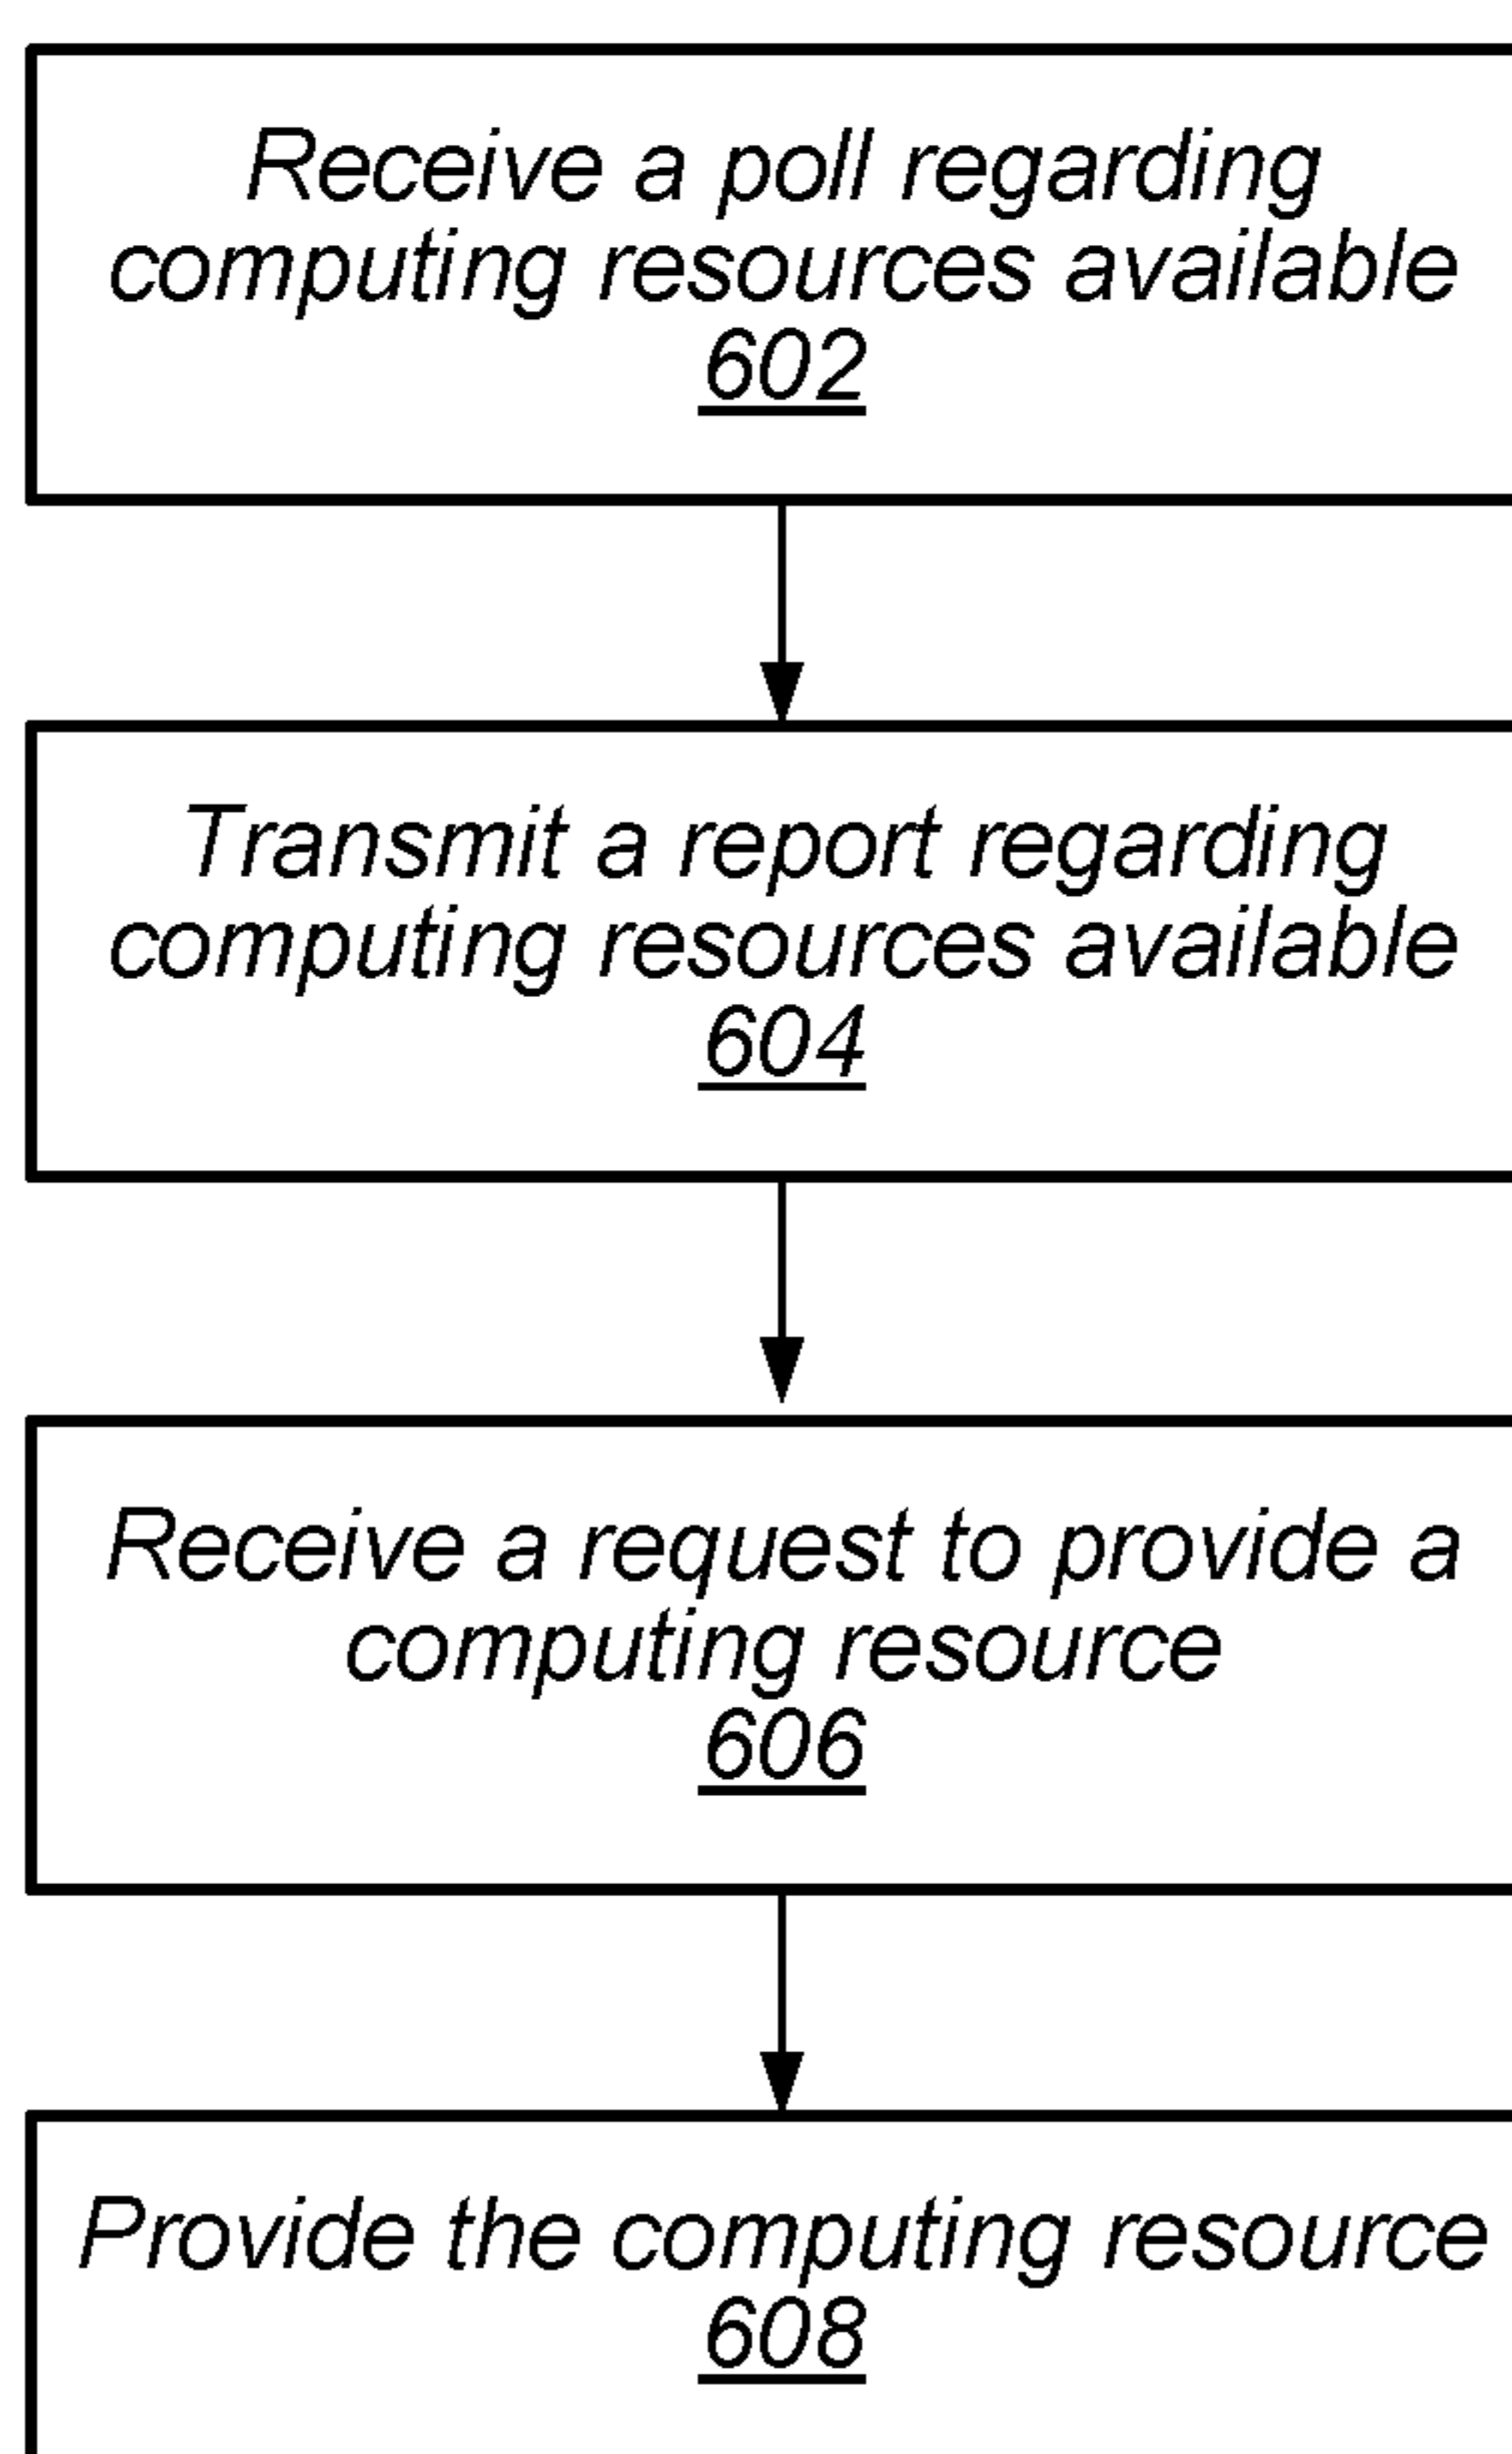 Receive a poll regarding
computing resources available
602
Transmit a report regarding
computing resources available
604
Receive a request to provide a
computing resource
606
Provide the computing resource
608